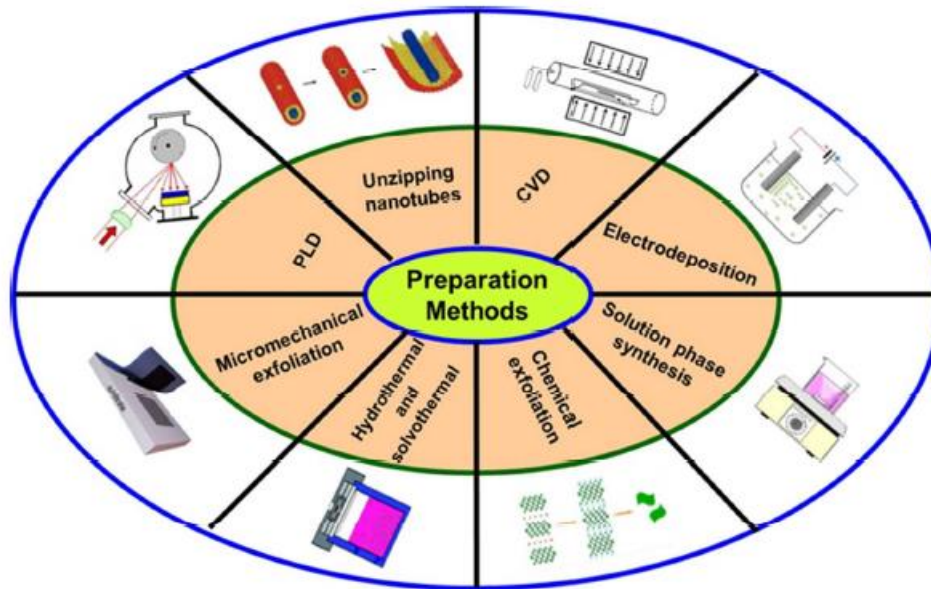 Unzipping
nanotubes
CVD
Electrodeposition
PLD
Preparation
Methods
Micromechanical
exfoliation
Hydrothermal
and
solvothermal
Chemical
exfoliation
Solution phase
synthesis